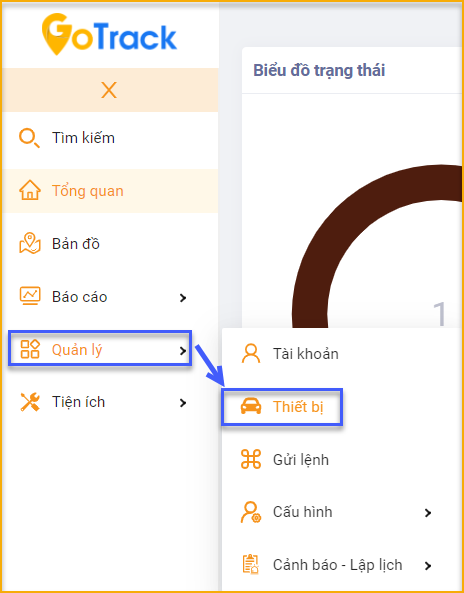 GoTrack
X
Tìm kiếm
Tổng quan
Bản đồ
Báo cáo
Quản lý
Tiện ích
Biểu đồ trạng thái
1
Tài khoản
Thiết bị
Gửi lệnh
Cấu hình
Cảnh báo - Lập lịch